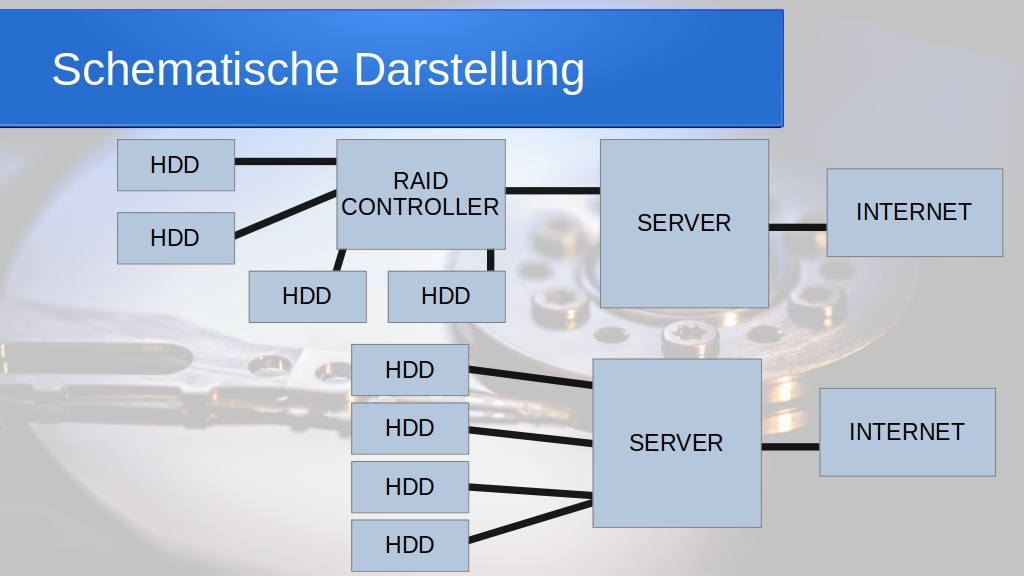 Schematische Darstellung
HDD
RAID
CONTROLLER
SERVER
INTERNET
HDD
HDD
HDD
HDD
HDD
SERVER
INTERNET
HDD
HDD